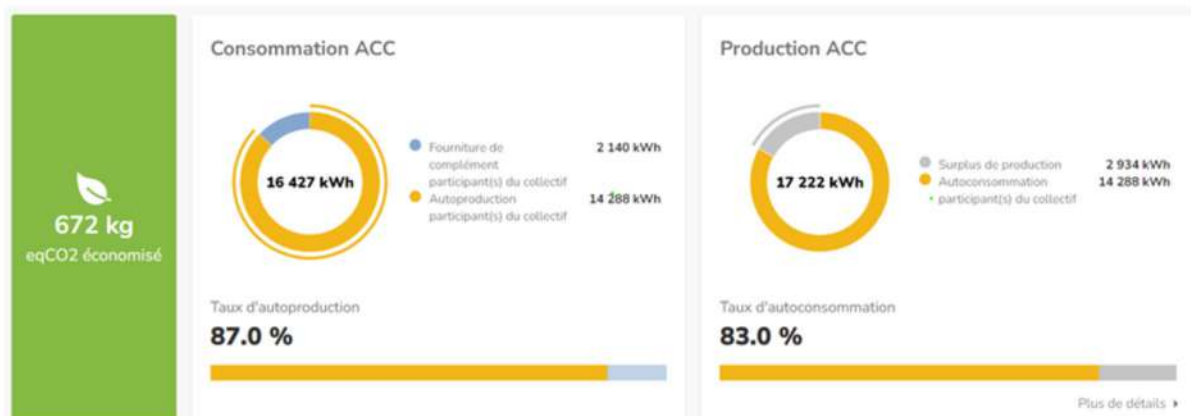 672 kg
eqCO2 économisé
Consommation ACC
16 427 kWh
Fourniture de 2 140 kWh
complément
participant(s) du collectif
Autoproduction 14 288 kWh
participant(s) du collectif
Taux d'autoproduction
87.0 %
Production ACC
17 222 kWh
Surplus de production 2 934 kWh
Autoconsommation 14 288 kWh
participant(s) du collectif
Taux d'autoconsommation
83.0 %
Plus de détails